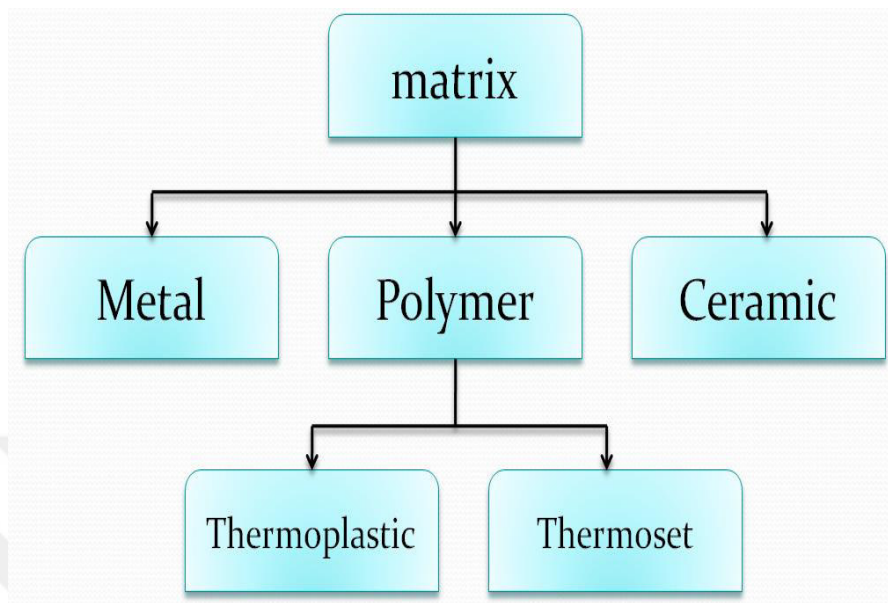 matrix
Metal
Polymer
Ceramic
Thermoplastic
Thermoset